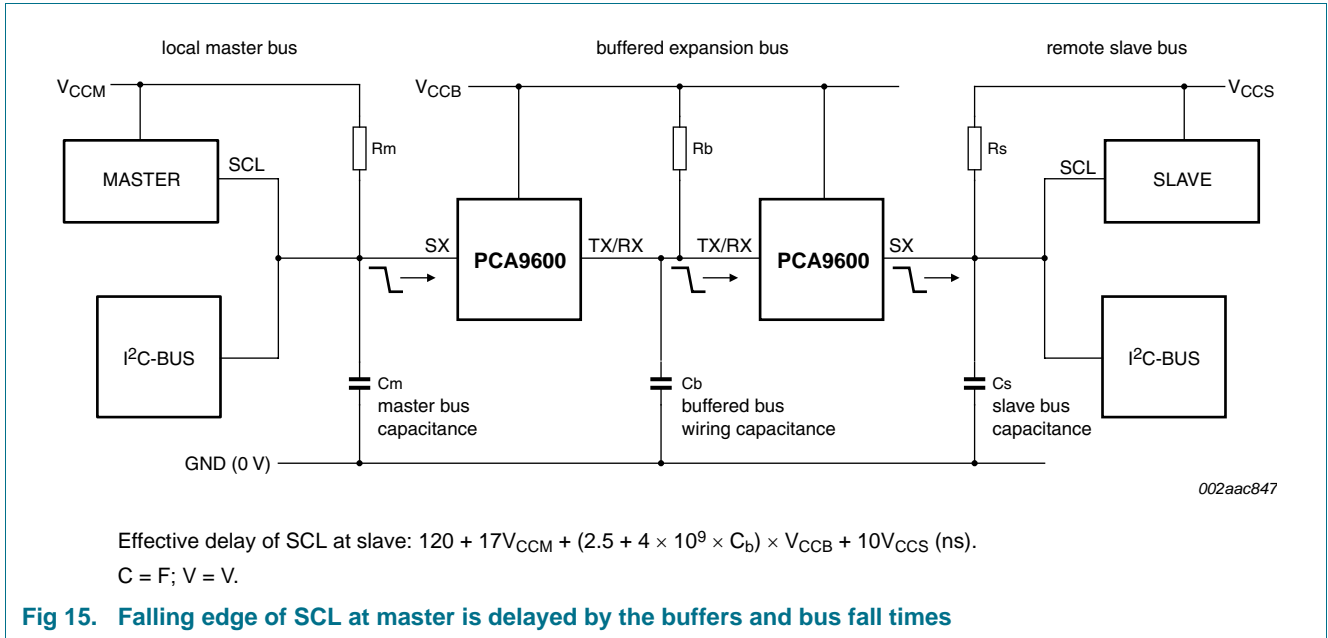 local master bus
buffered expansion bus
remote slave bus
VCCM
VCCB
VCCS
Rm
Rb
Rs
MASTER
SCL
SCL
SLAVE
SX
PCA9600
TX/RX
TX/RX
PCA9600
SX
I2C-BUS
I2C-BUS
Cm
master bus
capacitance
Cb
buffered bus
wiring capacitance
Cs
slave bus
capacitance
GND (0 V)
002aac847
Effective delay of SCL at slave: 120 + 17VCCM + (2.5 + 4 × 10⁹ × Cb) × VCCB + 10VCCS (ns).
C = F; V = V.
Fig 15. Falling edge of SCL at master is delayed by the buffers and bus fall times